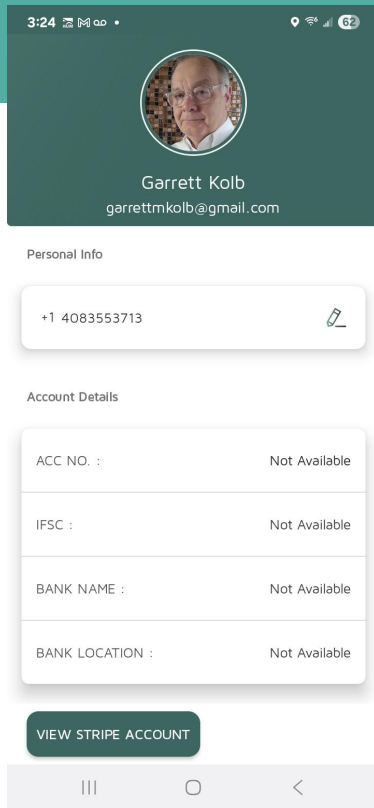 3:24 62
Garrett Kolb
garrettmkolb@gmail.com
Personal Info
+1 4083553713
Account Details
ACC NO. : Not Available
IFSC : Not Available
BANK NAME : Not Available
BANK LOCATION : Not Available
VIEW STRIPE ACCOUNT